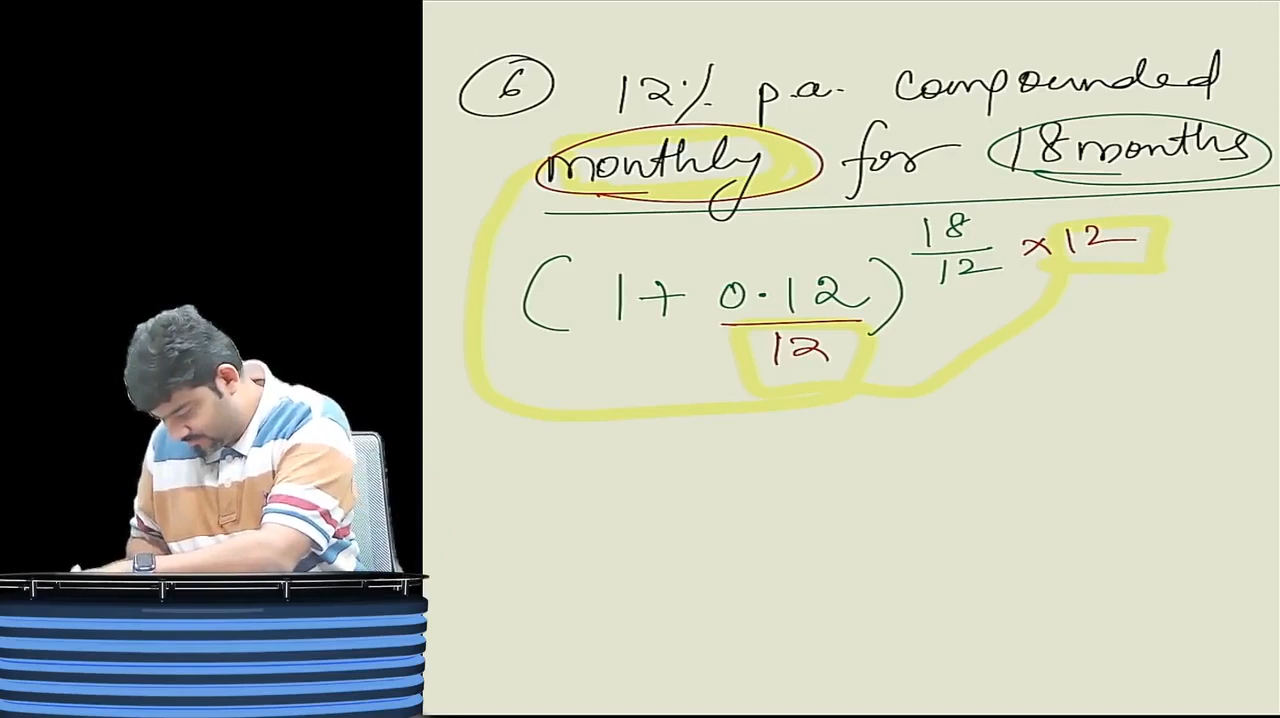 6 12% p.a. compounded
monthly for 18 months
(1 + 0.12/12)^(18/12 × 12)